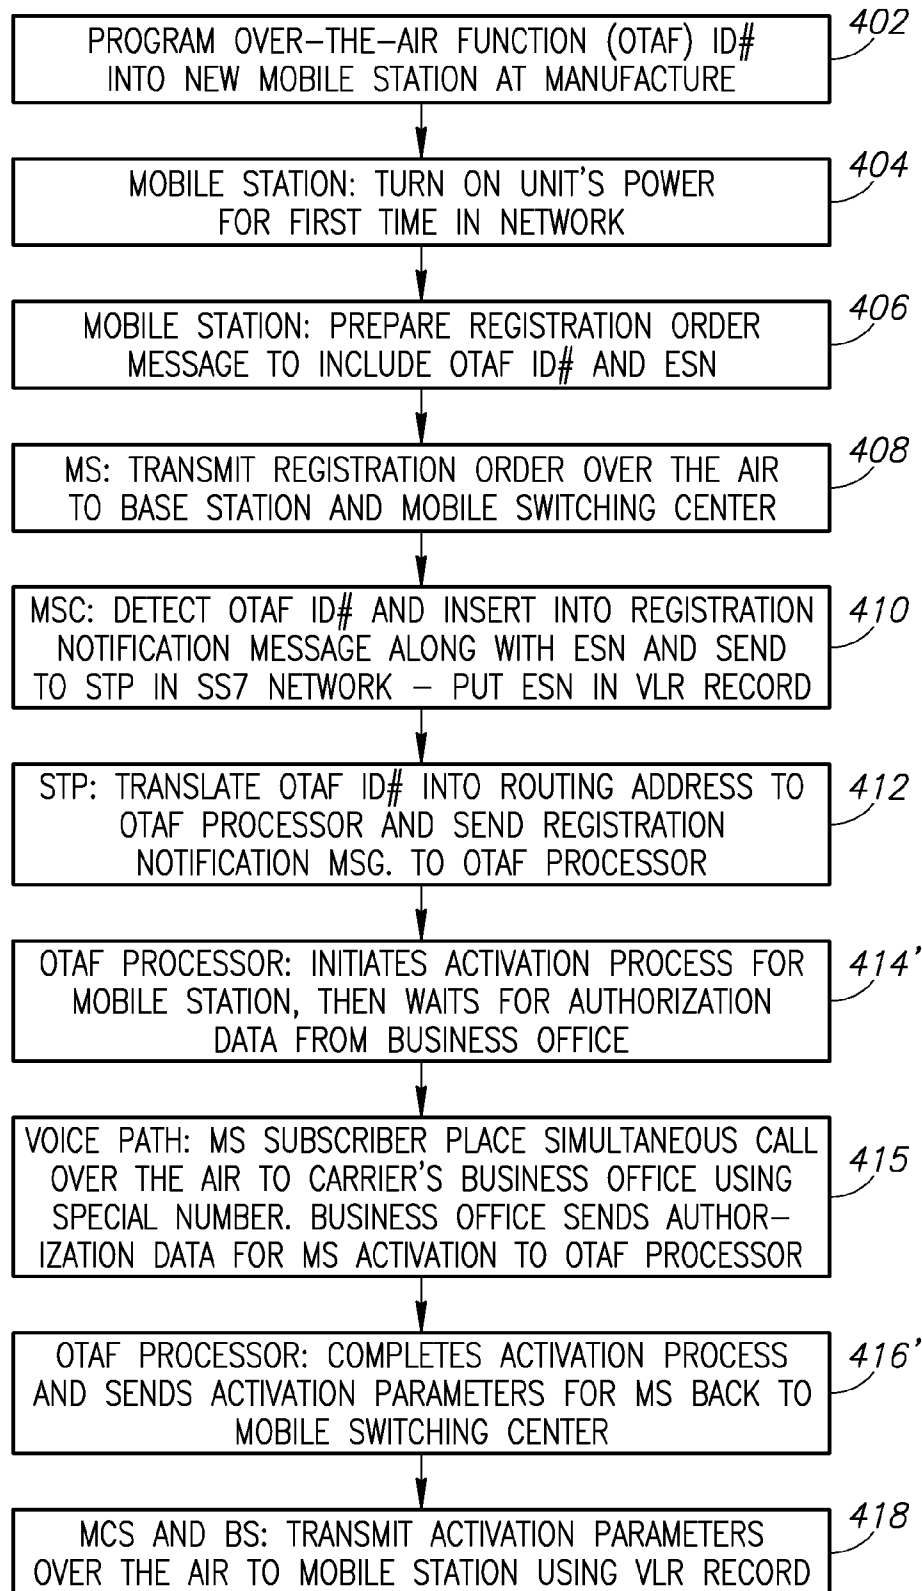 PROGRAM OVER-THE-AIR FUNCTION (OTAF) ID#
INTO NEW MOBILE STATION AT MANUFACTURE
402
MOBILE STATION: TURN ON UNIT'S POWER
FOR FIRST TIME IN NETWORK
404
MOBILE STATION: PREPARE REGISTRATION ORDER
MESSAGE TO INCLUDE OTAF ID# AND ESN
406
MS: TRANSMIT REGISTRATION ORDER OVER THE AIR
TO BASE STATION AND MOBILE SWITCHING CENTER
408
MSC: DETECT OTAF ID# AND INSERT INTO REGISTRATION
NOTIFICATION MESSAGE ALONG WITH ESN AND SEND
TO STP IN SS7 NETWORK – PUT ESN IN VLR RECORD
410
STP: TRANSLATE OTAF ID# INTO ROUTING ADDRESS TO
OTAF PROCESSOR AND SEND REGISTRATION
NOTIFICATION MSG. TO OTAF PROCESSOR
412
OTAF PROCESSOR: INITIATES ACTIVATION PROCESS FOR
MOBILE STATION, THEN WAITS FOR AUTHORIZATION
DATA FROM BUSINESS OFFICE
414'
VOICE PATH: MS SUBSCRIBER PLACE SIMULTANEOUS CALL
OVER THE AIR TO CARRIER'S BUSINESS OFFICE USING
SPECIAL NUMBER. BUSINESS OFFICE SENDS AUTHOR-
IZATION DATA FOR MS ACTIVATION TO OTAF PROCESSOR
415
OTAF PROCESSOR: COMPLETES ACTIVATION PROCESS
AND SENDS ACTIVATION PARAMETERS FOR MS BACK TO
MOBILE SWITCHING CENTER
416'
MCS AND BS: TRANSMIT ACTIVATION PARAMETERS
OVER THE AIR TO MOBILE STATION USING VLR RECORD
418